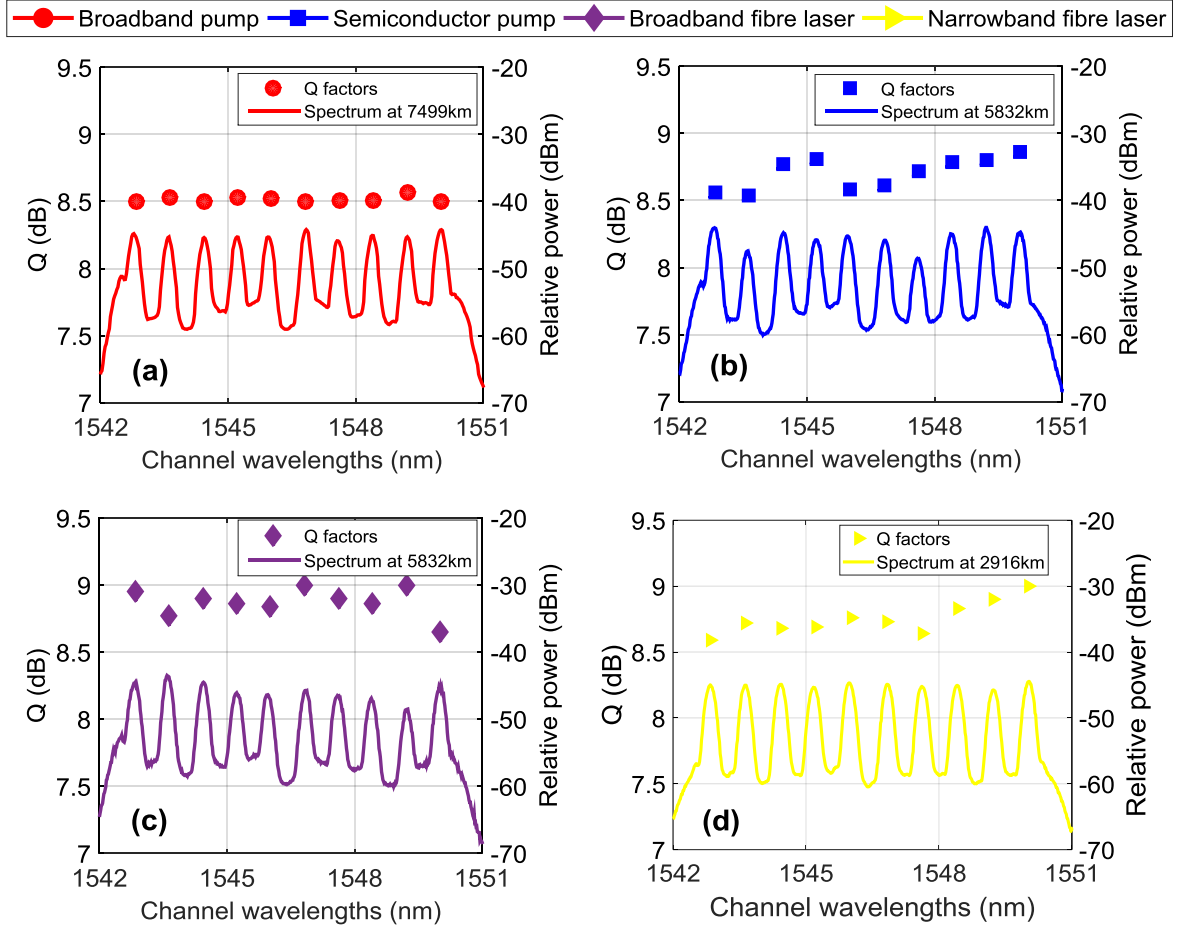 Broadband pump Semiconductor pump Broadband fibre laser Narrowband fibre laser
9.5
9
8.5
8
7.5
7
Q (dB)
Q factors
Spectrum at 7499km
(a)
-20
-30
-40
-50
-60
-70
Relative power (dBm)
1542 1545 1548 1551
Channel wavelengths (nm)
9.5
9
8.5
8
7.5
7
Q (dB)
Q factors
Spectrum at 5832km
(b)
-20
-30
-40
-50
-60
-70
Relative power (dBm)
1542 1545 1548 1551
Channel wavelengths (nm)
9.5
9
8.5
8
7.5
7
Q (dB)
Q factors
Spectrum at 5832km
(c)
-20
-30
-40
-50
-60
-70
Relative power (dBm)
1542 1545 1548 1551
Channel wavelengths (nm)
9.5
9
8.5
8
7.5
7
Q (dB)
Q factors
Spectrum at 2916km
(d)
-20
-30
-40
-50
-60
-70
Relative power (dBm)
1542 1545 1548 1551
Channel wavelengths (nm)